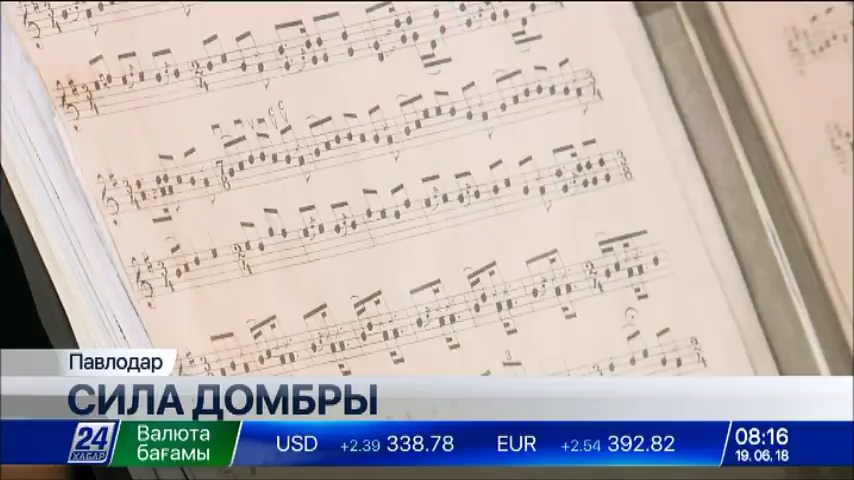 Павлодар
СИЛА ДОМБРЫ
24
ХАБАР
Валюта
бағамы
USD +2.39 338.78 EUR +2.54 392.82
08:16
19.06.18